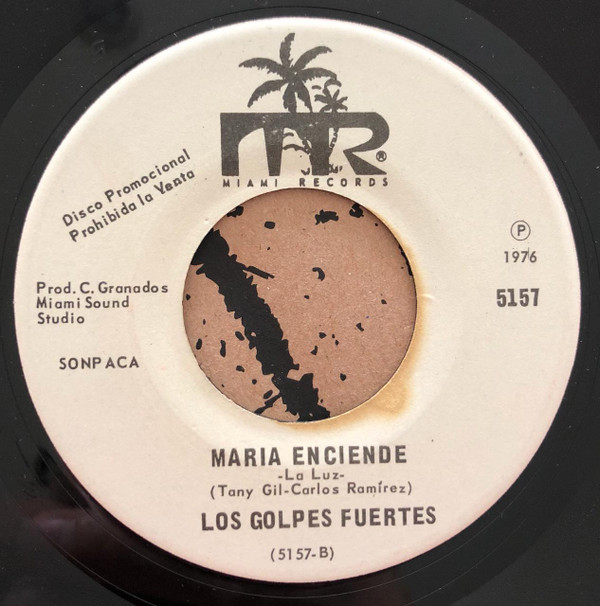 MR®
MIAMI RECORDS
Disco Promocional
Prohibida la Venta
Ⓟ
1976
5157
Prod. C. Granados
Miami Sound
Studio
SONPACA
MARIA ENCIENDE
-La Luz-
(Tany Gil-Carlos Ramírez)
LOS GOLPES FUERTES
(5157-B)